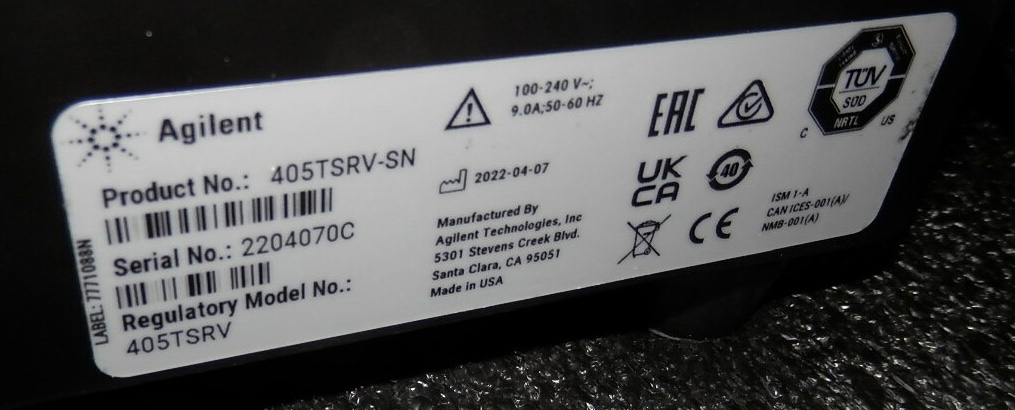 Agilent
Product No.: 405TSRV-SN
Serial No.: 2204070C
Regulatory Model No.:
405TSRV
LABEL: 7771088N
100-240 V~;
9.0A;50-60 HZ
2022-04-07
Manufactured By
Agilent Technologies, Inc
5301 Stevens Creek Blvd.
Santa Clara, CA 95051
Made in USA
EAC
UK
CA
40
CE
TÜV
SÜD
NRTL
C US
ISM 1-A
CAN ICES-001(A)/
NMB-001(A)